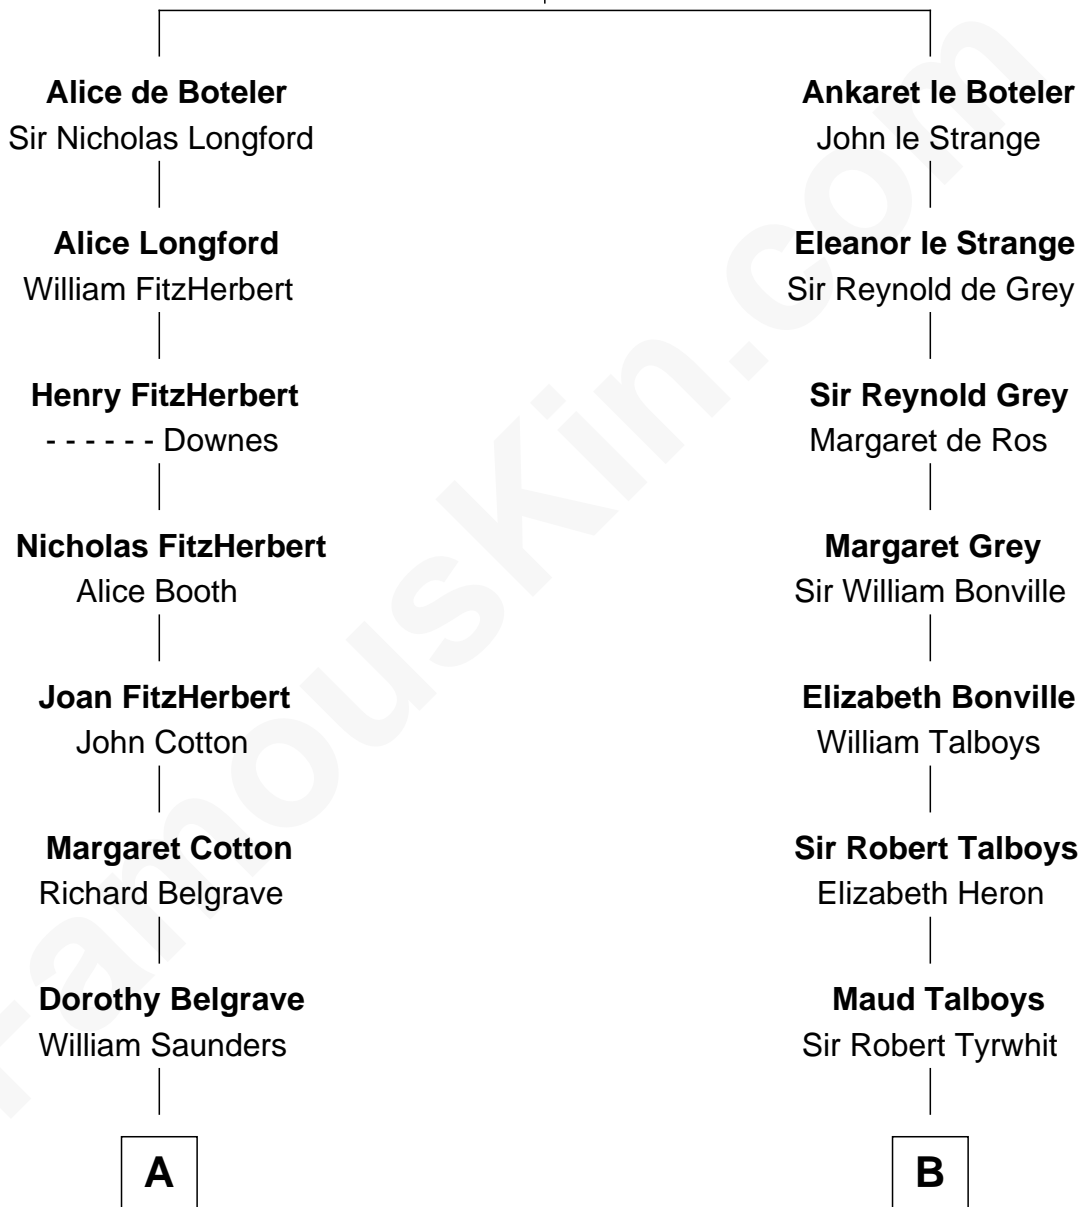 Alice de Boteler
Sir Nicholas Longford
Alice Longford
William FitzHerbert
Henry FitzHerbert
- - - - - - Downes
Nicholas FitzHerbert
Alice Booth
Joan FitzHerbert
John Cotton
Margaret Cotton
Richard Belgrave
Dorothy Belgrave
William Saunders
A
Ankaret le Boteler
John le Strange
Eleanor le Strange
Sir Reynold de Grey
Sir Reynold Grey
Margaret de Ros
Margaret Grey
Sir William Bonville
Elizabeth Bonville
William Talboys
Sir Robert Talboys
Elizabeth Heron
Maud Talboys
Sir Robert Tyrwhit
B
FamousKin.com